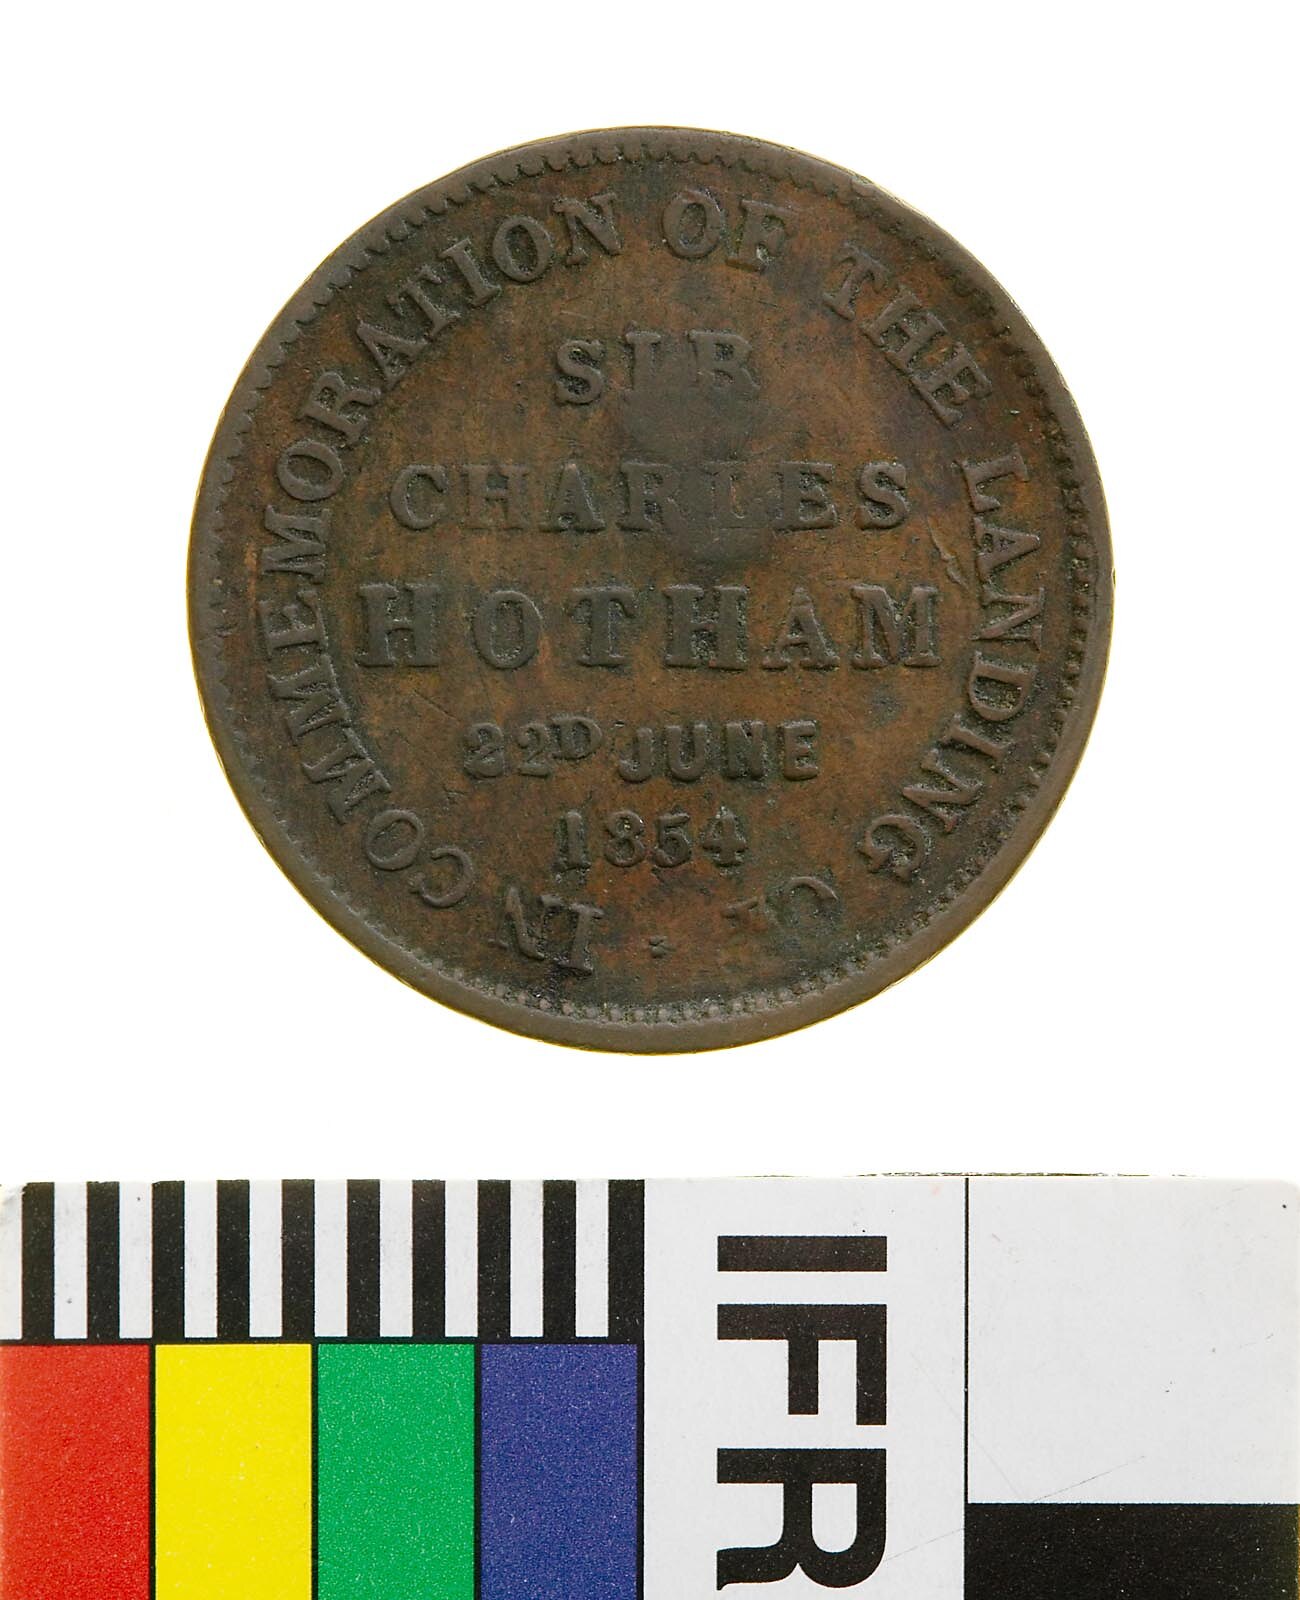 IN COMMEMORATION OF THE LANDING OF
SIR
CHARLES
HOTHAM
22D JUNE
1854
IFR